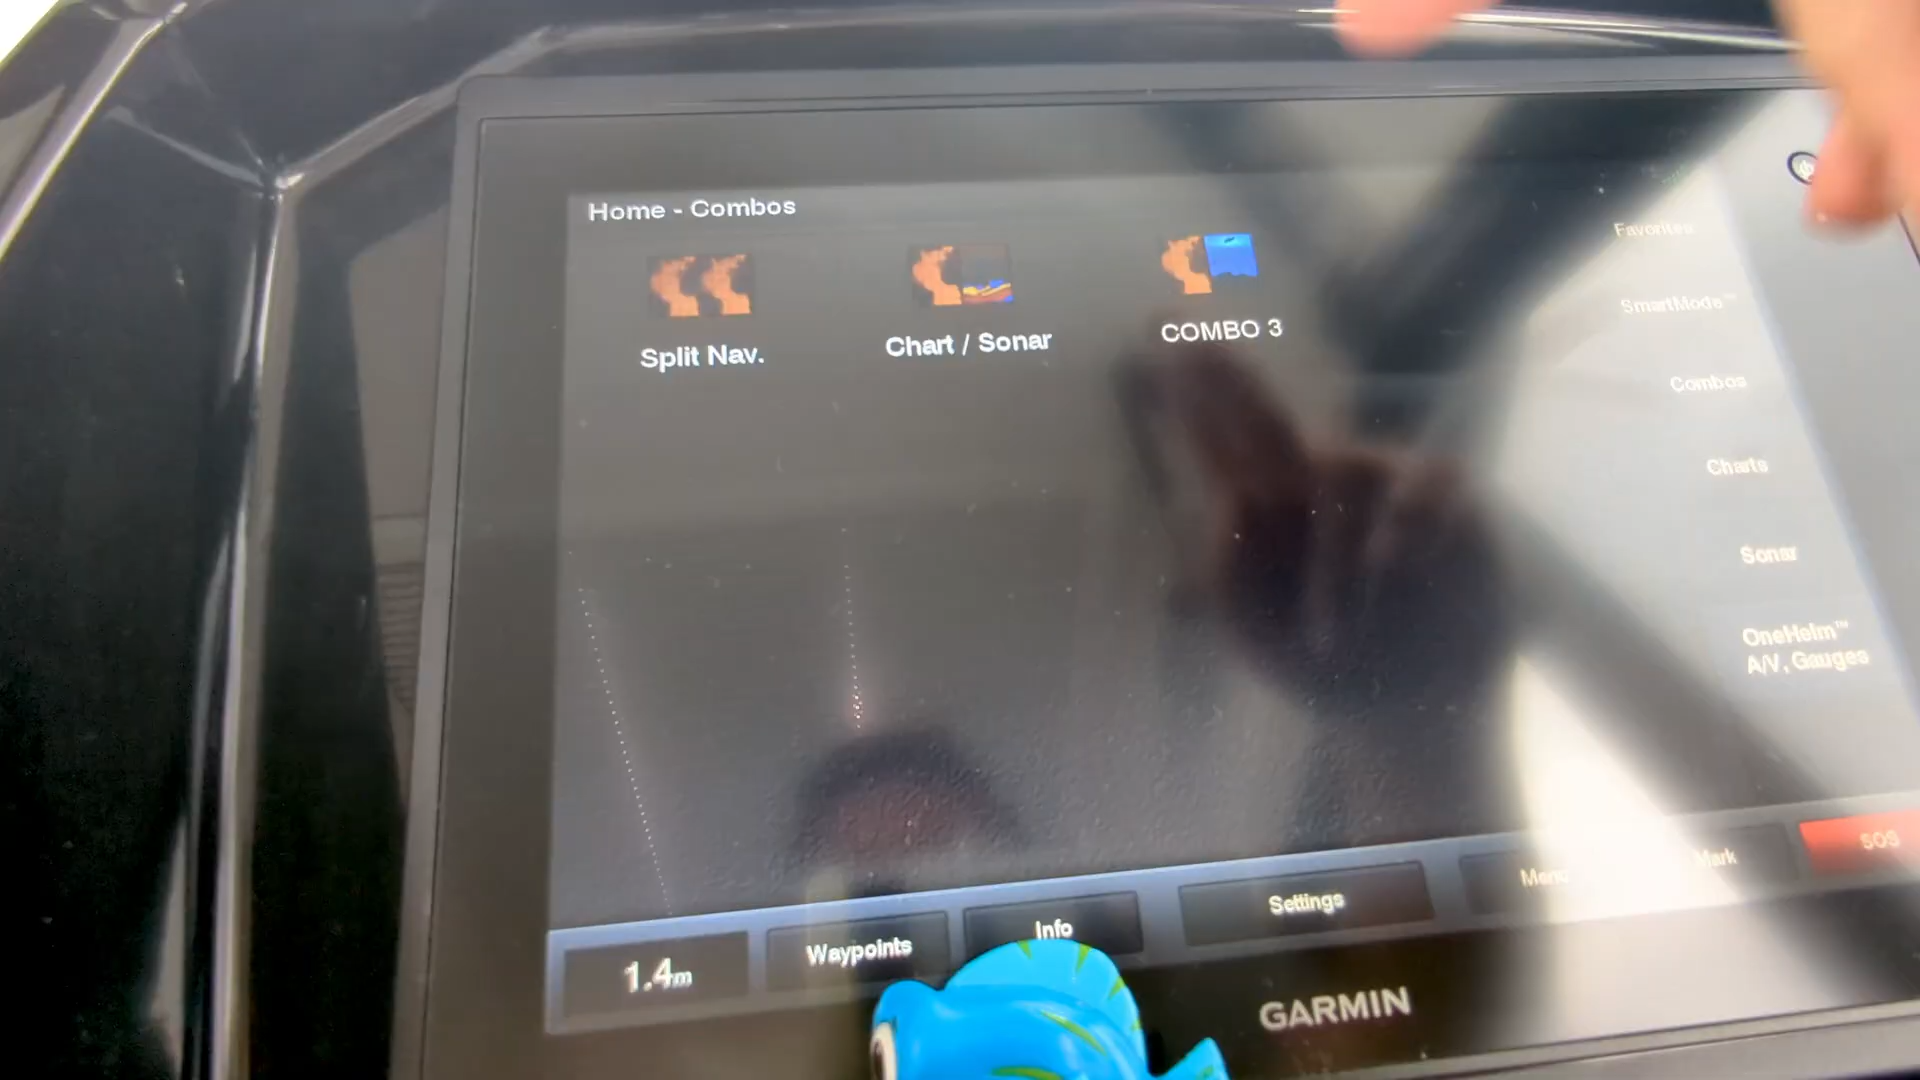 Home - Combos
Split Nav.
Chart / Sonar
COMBO 3
Favorites
SmartMode™
Combos
Charts
Sonar
OneHelm™
A/V, Gauges
1.4m
Waypoints
Info
Settings
Menu
Mark
SOS
GARMIN